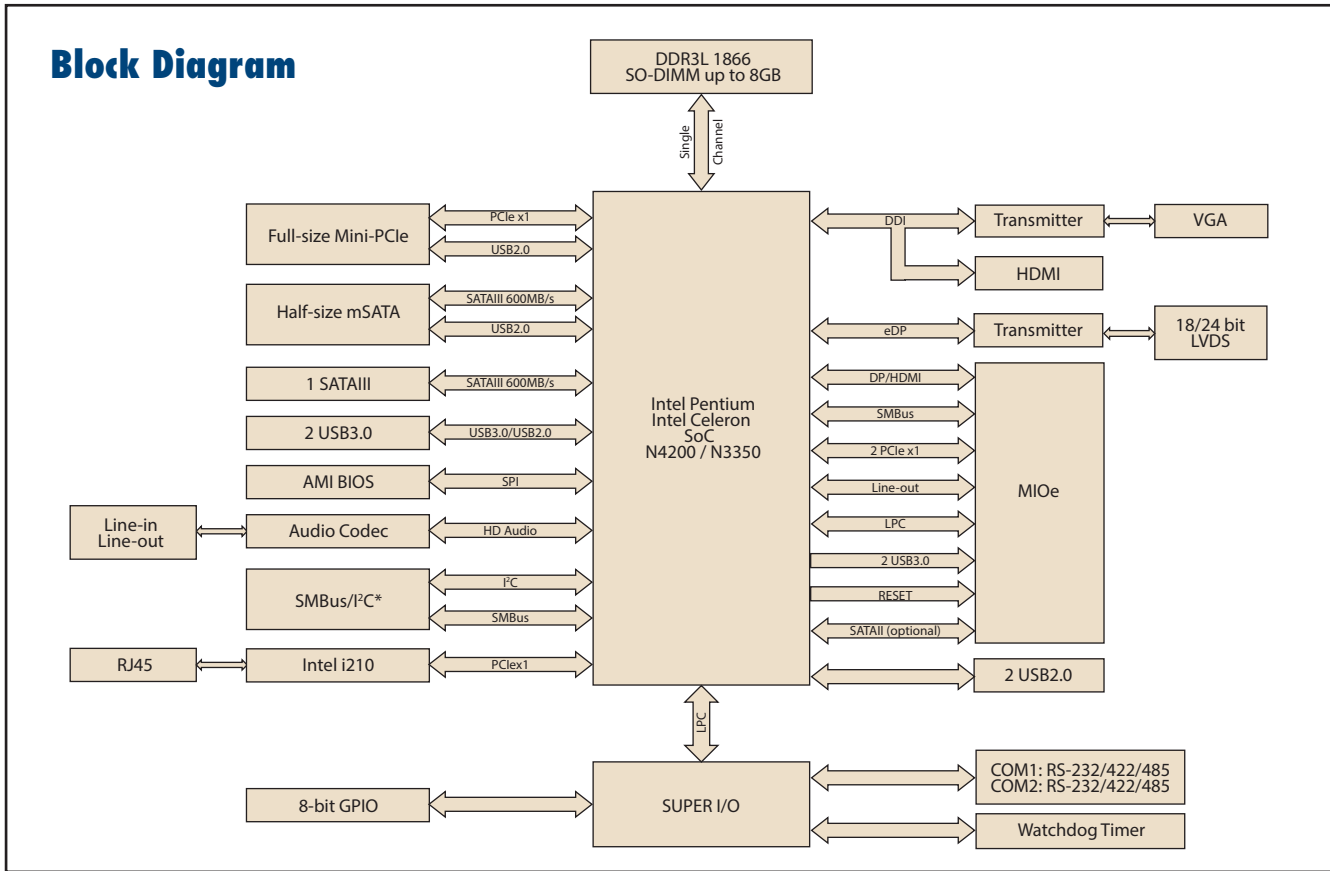 Block Diagram
DDR3L 1866
SO-DIMM up to 8GB
Single
Channel
Full-size Mini-PCIe
PCIe x1
USB2.0
Half-size mSATA
SATAIII 600MB/s
USB2.0
1 SATAIII
SATAIII 600MB/s
2 USB3.0
USB3.0/USB2.0
AMI BIOS
SPI
Line-in
Line-out
Audio Codec
HD Audio
SMBus/I²C*
I²C
SMBus
RJ45
Intel i210
PCIex1
Intel Pentium
Intel Celeron
SoC
N4200 / N3350
DDI
Transmitter
VGA
HDMI
eDP
Transmitter
18/24 bit
LVDS
DP/HDMI
SMBus
2 PCIe x1
Line-out
LPC
2 USB3.0
RESET
SATAII (optional)
MIOe
2 USB2.0
LPC
8-bit GPIO
SUPER I/O
COM1: RS-232/422/485
COM2: RS-232/422/485
Watchdog Timer